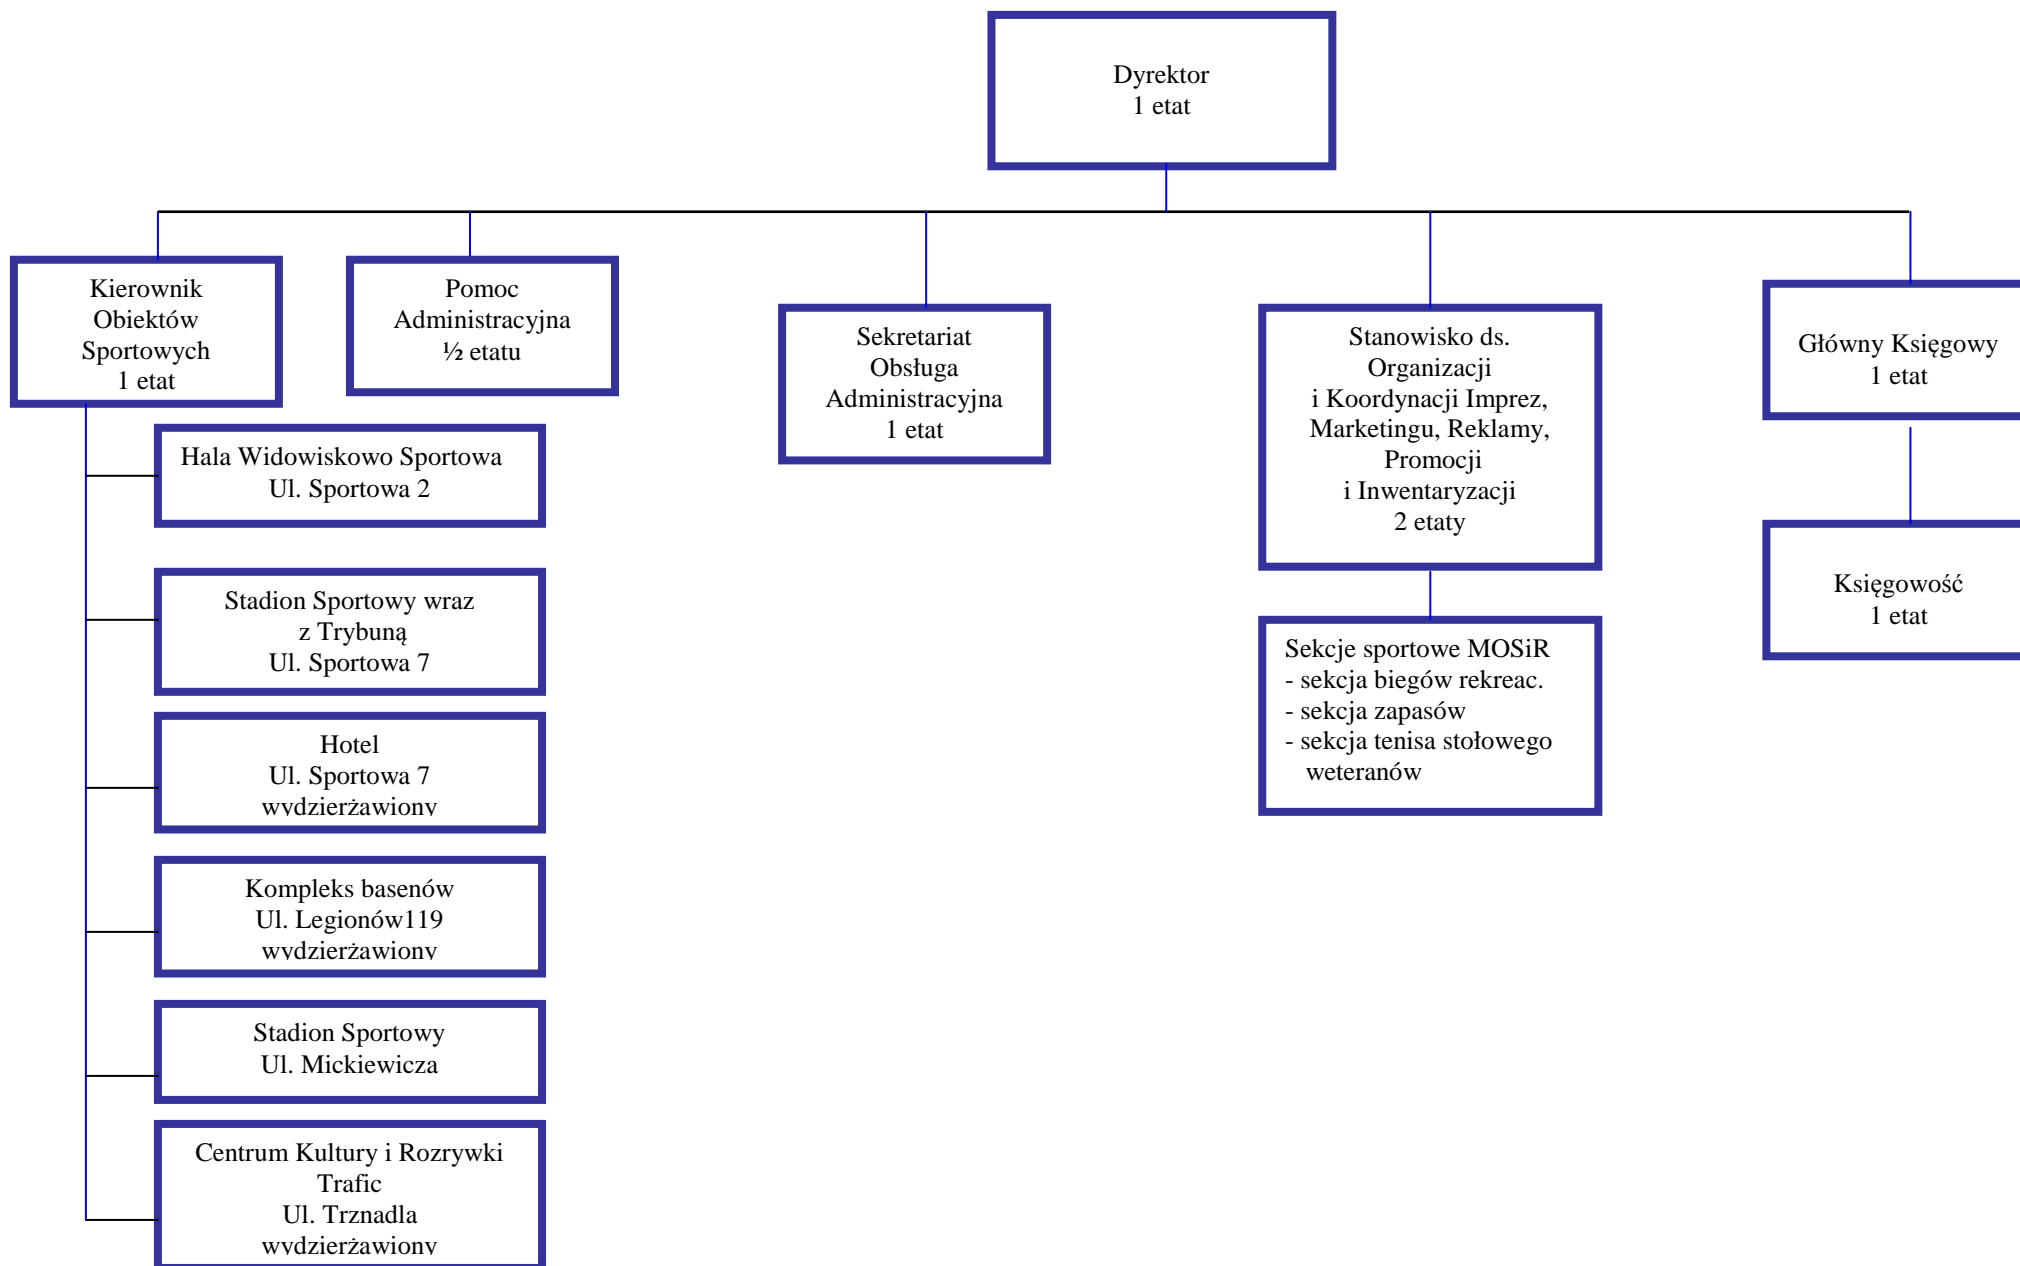 Dyrektor
1 etat
Kierownik
Obiektów
Sportowych
1 etat
Pomoc
Administracyjna
½ etatu
Sekretariat
Obsługa
Administracyjna
1 etat
Stanowisko ds.
Organizacji
i Koordynacji Imprez,
Marketingu, Reklamy,
Promocji
i Inwentaryzacji
2 etaty
Główny Księgowy
1 etat
Hala Widowiskowo Sportowa
Ul. Sportowa 2
Stadion Sportowy wraz
z Trybuną
Ul. Sportowa 7
Hotel
Ul. Sportowa 7
wydzierżawiony
Kompleks basenów
Ul. Legionów119
wydzierżawiony
Stadion Sportowy
Ul. Mickiewicza
Centrum Kultury i Rozrywki
Trafic
Ul. Trznadla
wydzierżawiony
Sekcje sportowe MOSiR
- sekcja biegów rekreac.
- sekcja zapasów
- sekcja tenisa stołowego
weteranów
Księgowość
1 etat